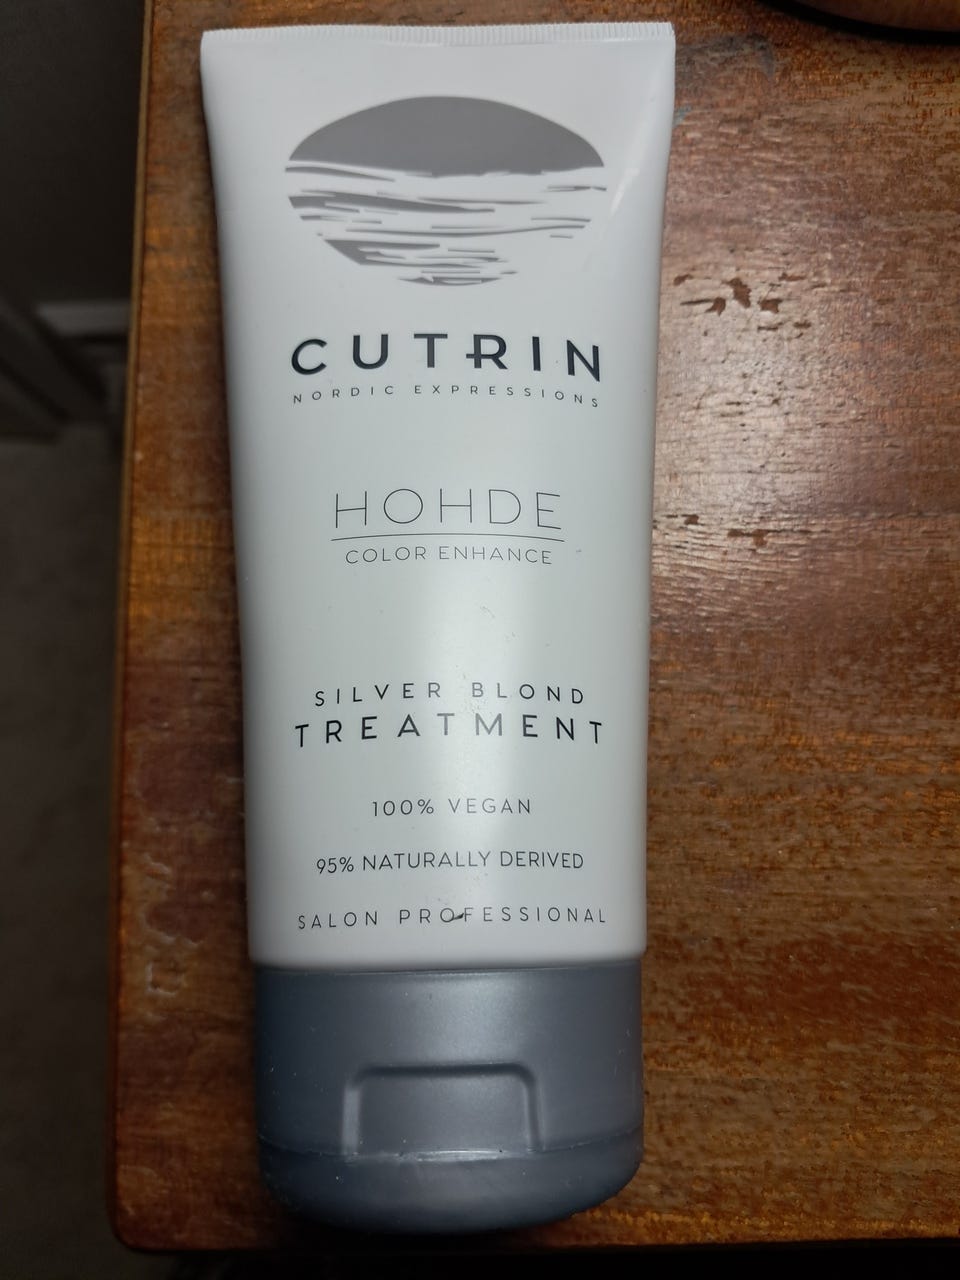 CUTRIN
NORDIC EXPRESSIONS
HOHDE
COLOR ENHANCE
SILVER BLOND
TREATMENT
100% VEGAN
95% NATURALLY DERIVED
SALON PROFESSIONAL